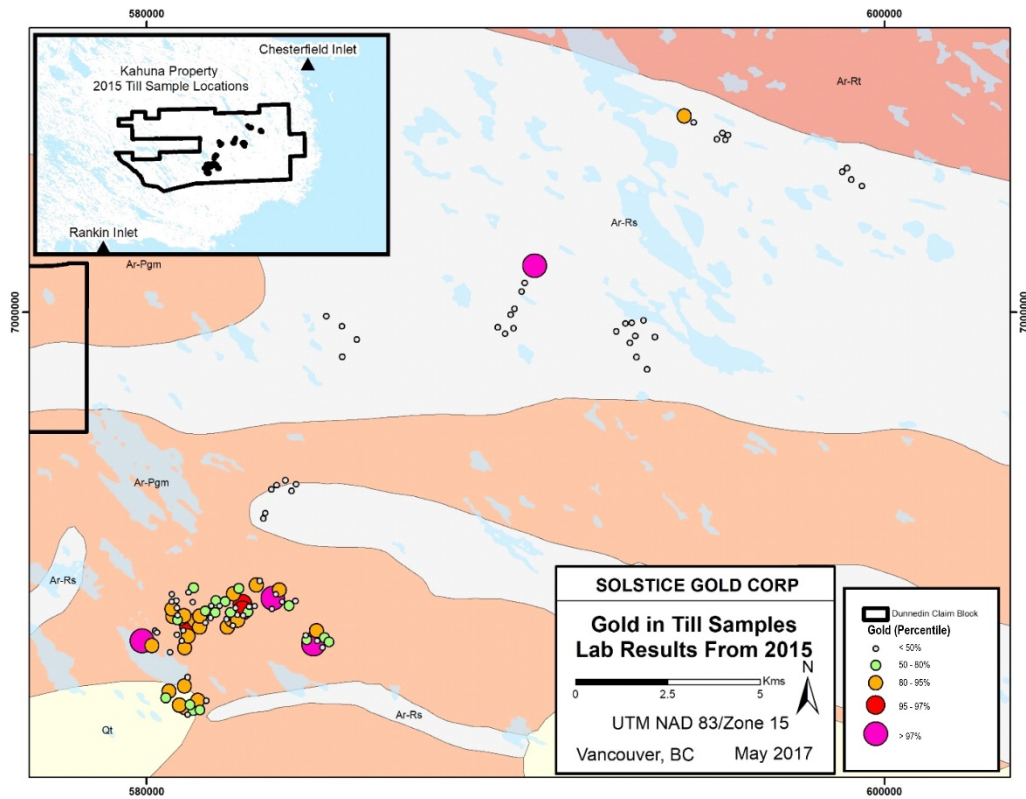 580000
600000
Chesterfield Inlet
Kahuna Property
2015 Till Sample Locations
Rankin Inlet
Ar-Rt
Ar-Rs
Ar-Pgm
7000000
7000000
Ar-Pgm
Ar-Rs
Ar-Rs
Qt
SOLSTICE GOLD CORP
Gold in Till Samples
Lab Results From 2015
N
Kms
0
2.5
5
UTM NAD 83/Zone 15
Vancouver, BC May 2017
Dunnedin Claim Block
Gold (Percentile)
< 50%
50 - 80%
80 - 95%
95 - 97%
> 97%
580000
600000